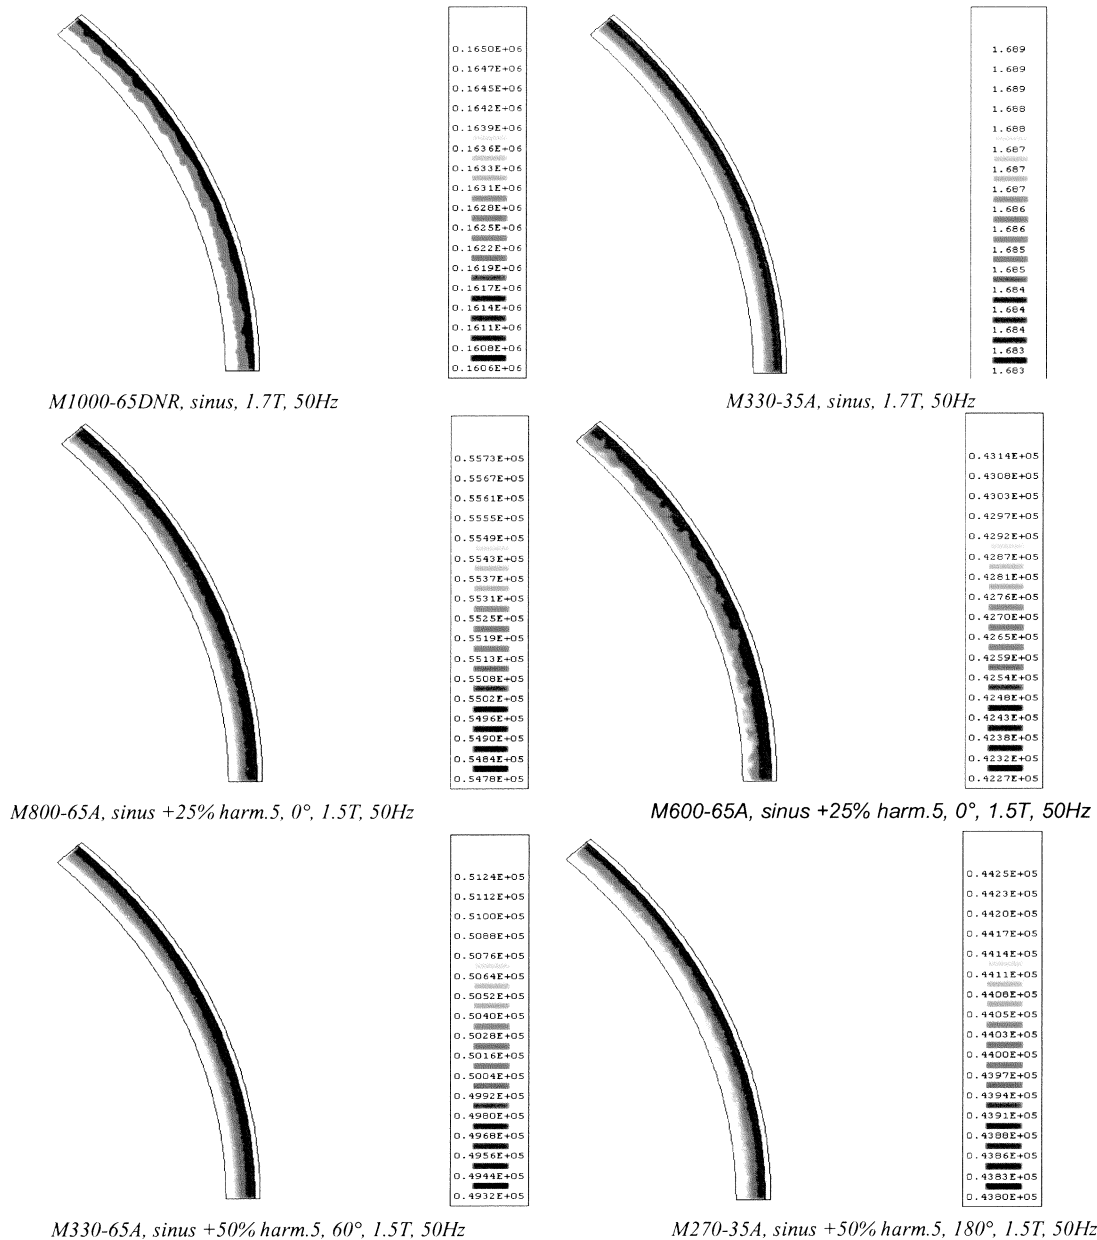 0.1650E+06
0.1647E+06
0.1645E+06
0.1642E+06
0.1639E+06
0.1636E+06
0.1633E+06
0.1631E+06
0.1628E+06
0.1625E+06
0.1622E+06
0.1619E+06
0.1617E+06
0.1614E+06
0.1611E+06
0.1608E+06
0.1606E+06
M1000-65DNR, sinus, 1.7T, 50Hz
1.689
1.689
1.689
1.688
1.688
1.687
1.687
1.687
1.686
1.686
1.685
1.685
1.684
1.684
1.684
1.683
1.683
M330-35A, sinus, 1.7T, 50Hz
0.5573E+05
0.5567E+05
0.5561E+05
0.5555E+05
0.5549E+05
0.5543E+05
0.5537E+05
0.5531E+05
0.5525E+05
0.5519E+05
0.5513E+05
0.5508E+05
0.5502E+05
0.5496E+05
0.5490E+05
0.5484E+05
0.5478E+05
M800-65A, sinus +25% harm.5, 0°, 1.5T, 50Hz
0.4314E+05
0.4308E+05
0.4303E+05
0.4297E+05
0.4292E+05
0.4287E+05
0.4281E+05
0.4276E+05
0.4270E+05
0.4265E+05
0.4259E+05
0.4254E+05
0.4248E+05
0.4243E+05
0.4238E+05
0.4232E+05
0.4227E+05
M600-65A, sinus +25% harm.5, 0°, 1.5T, 50Hz
0.5124E+05
0.5112E+05
0.5100E+05
0.5088E+05
0.5076E+05
0.5064E+05
0.5052E+05
0.5040E+05
0.5028E+05
0.5016E+05
0.5004E+05
0.4992E+05
0.4980E+05
0.4968E+05
0.4956E+05
0.4944E+05
0.4932E+05
M330-65A, sinus +50% harm.5, 60°, 1.5T, 50Hz
0.4425E+05
0.4423E+05
0.4420E+05
0.4417E+05
0.4414E+05
0.4411E+05
0.4408E+05
0.4405E+05
0.4403E+05
0.4400E+05
0.4397E+05
0.4394E+05
0.4391E+05
0.4388E+05
0.4386E+05
0.4383E+05
0.4380E+05
M270-35A, sinus +50% harm.5, 180°, 1.5T, 50Hz